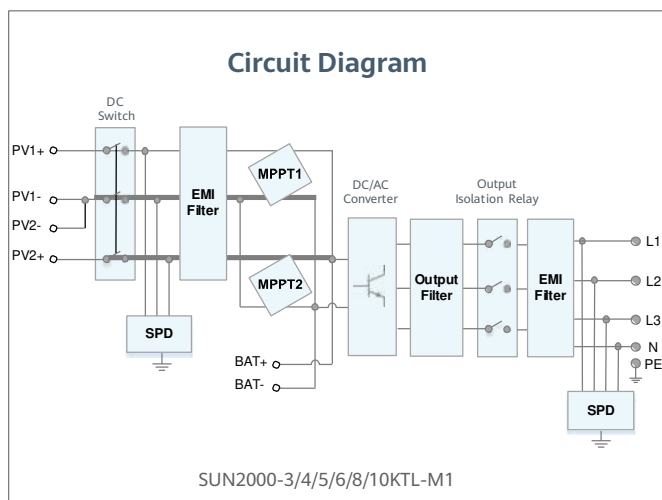 Circuit Diagram
DC
Switch
PV1+
PV1-
PV2-
PV2+
EMI
Filter
MPPT1
MPPT2
SPD
BAT+
BAT-
DC/AC
Converter
Output
Filter
Output
Isolation Relay
EMI
Filter
L1
L2
L3
N
PE
SPD
SUN2000-3/4/5/6/8/10KTL-M1